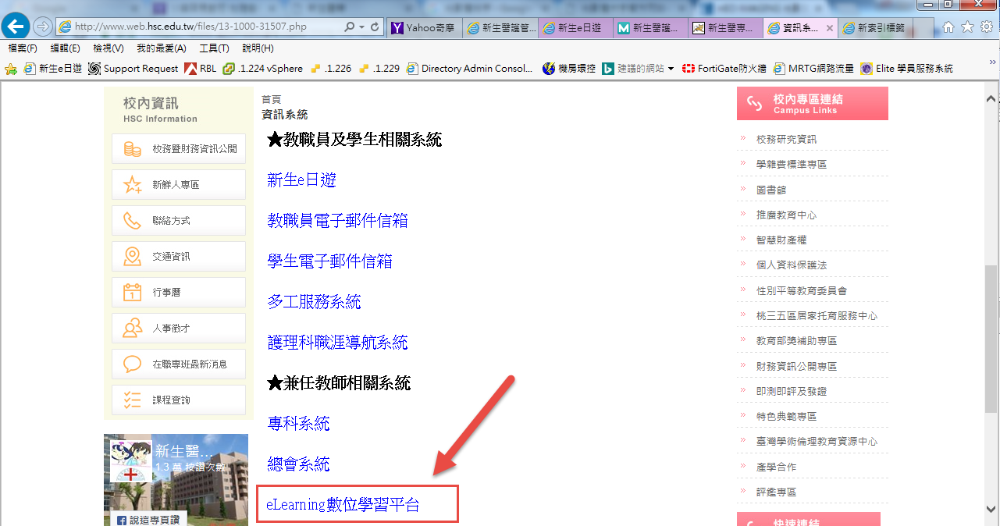 http://www.web.hsc.edu.tw/files/13-1000-31507.php
Yahoo奇摩
新生醫護管...
新生e日遊
新生醫護...
新生醫專...
資訊系...
新索引標籤
檔案(F) 編輯(E) 檢視(V) 我的最愛(A) 工具(T) 說明(H)
新生e日遊 Support Request RBL .1.224 vSphere .1.226 .1.229 Directory Admin Consol... 機房環控 建議的網站 FortiGate防火牆 MRTG網路流量 Elite 學員服務系統
校內資訊
HSC Information
校務暨財務資訊公開
新鮮人專區
聯絡方式
交通資訊
行事曆
人事徵才
在職專班最新消息
課程查詢
新生醫...
1.3 萬 按讚次數
說這專頁讚
首頁
資訊系統
★教職員及學生相關系統
新生e日遊
教職員電子郵件信箱
學生電子郵件信箱
多工服務系統
護理科職涯導航系統
★兼任教師相關系統
專科系統
總會系統
eLearning數位學習平台
校內專區連結
Campus Links
校務研究資訊
學雜費標準專區
圖書館
推廣教育中心
智慧財產權
個人資料保護法
性別平等教育委員會
桃三五區居家托育服務中心
教育部獎補助專區
財務資訊公開專區
即測即評及發證
特色典範專區
臺灣學術倫理教育資源中心
產學合作
評鑑專區
快速連結